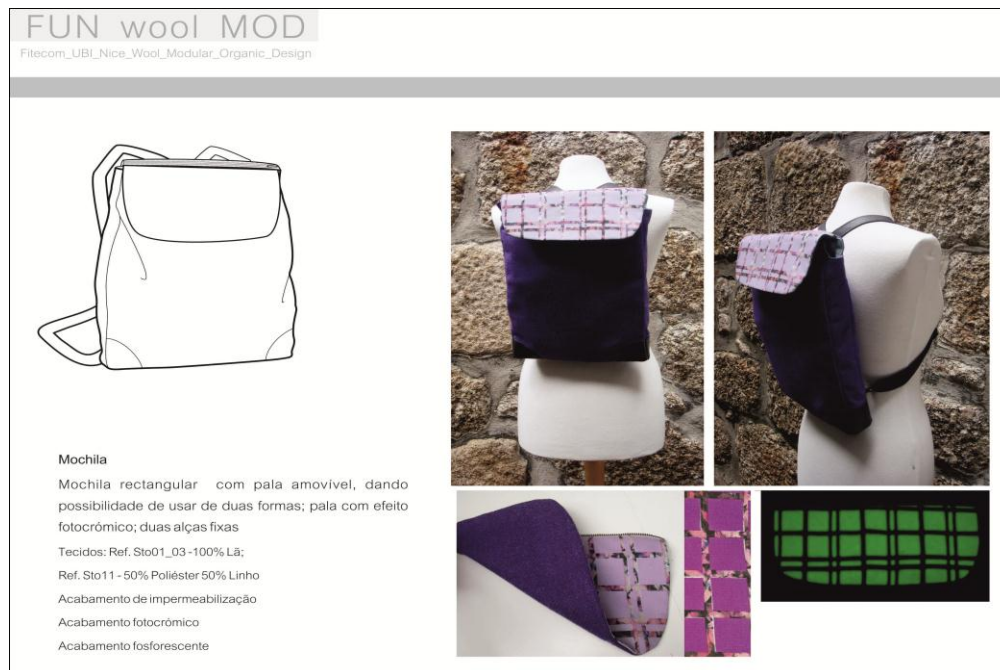 FUN wool MOD
Fitecom_UBI_Nice_Wool_Modular_Organic_Design
Mochila
Mochila rectangular com pala amovível, dando
possibilidade de usar de duas formas; pala com efeito
fotocrómico; duas alças fixas
Tecidos: Ref. Sto01_03 -100% Lã;
Ref. Sto11 - 50% Poliéster 50% Linho
Acabamento de impermeabilização
Acabamento fotocrómico
Acabamento fosforescente